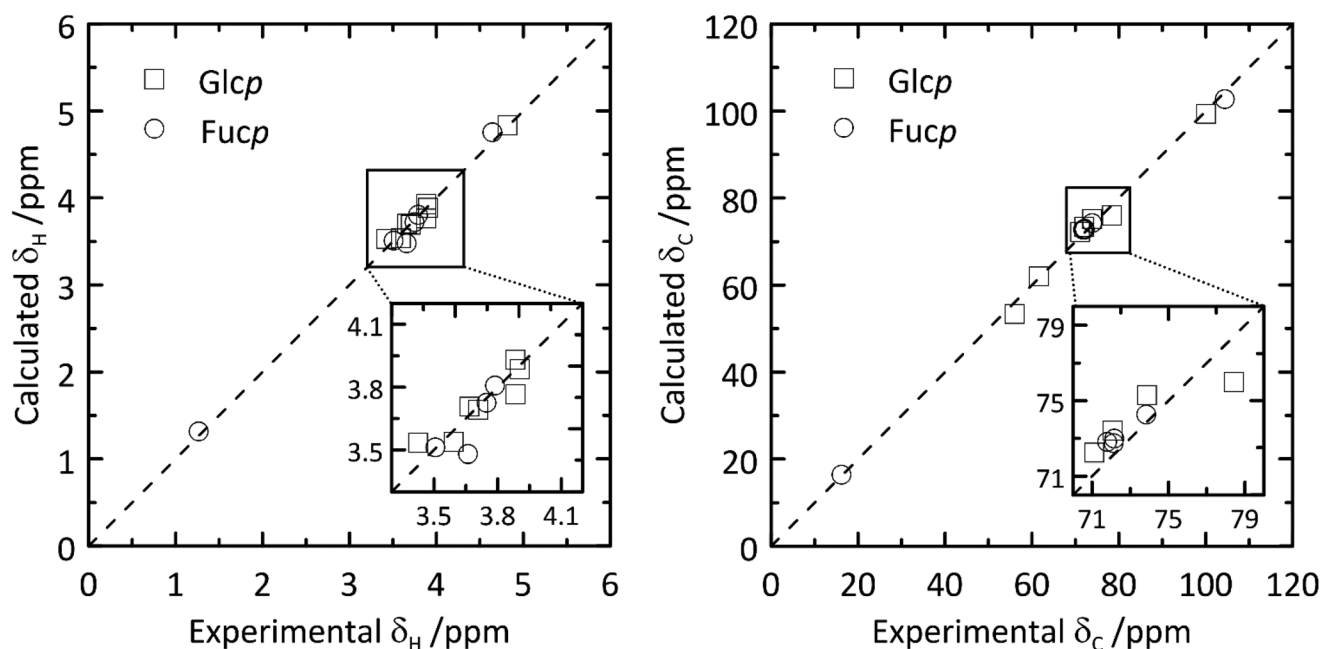 Calculated δH /ppm
6
5
4
3
2
1
0
Glcp
Fucp
4.1
3.8
3.5
3.5 3.8 4.1
0 1 2 3 4 5 6
Experimental δH /ppm
Calculated δC /ppm
120
100
80
60
40
20
0
Glcp
Fucp
79
75
71
71 75 79
0 20 40 60 80 100 120
Experimental δC /ppm